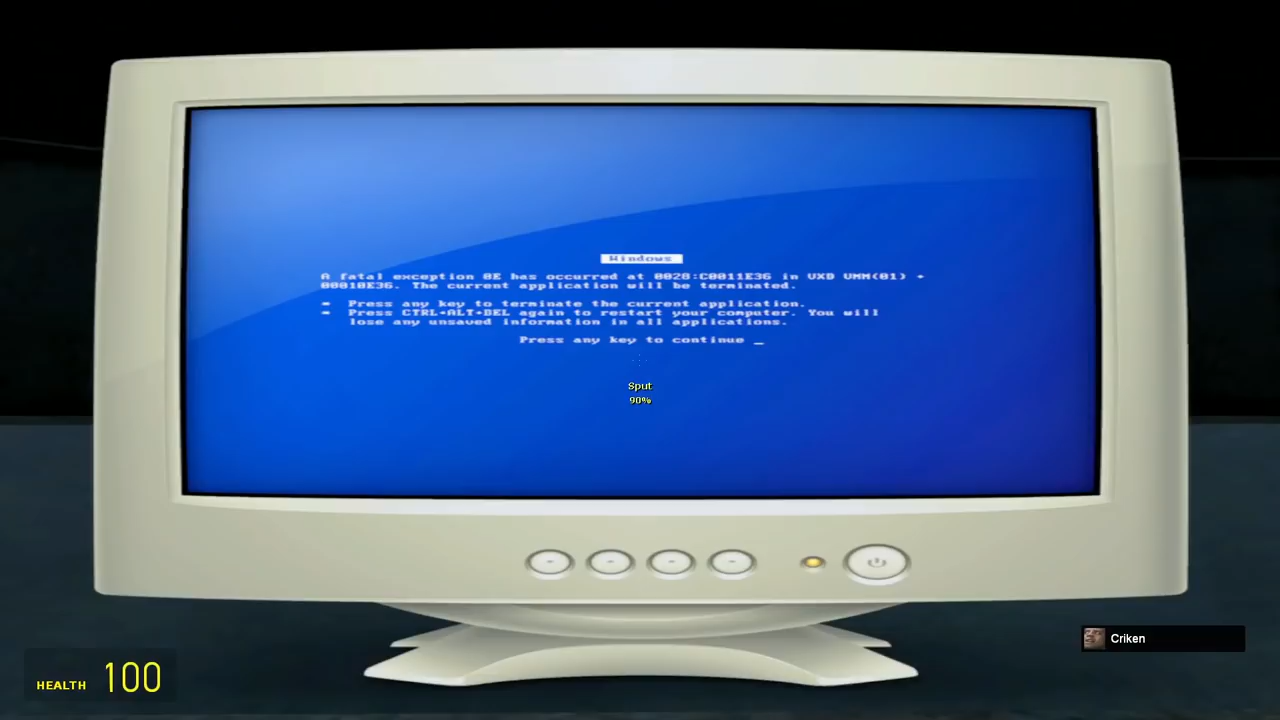 Windows
A fatal exception 0E has occurred at 0028:C0011E36 in VXD VMM(01) +
00010E36. The current application will be terminated.
* Press any key to terminate the current application.
* Press CTRL+ALT+DEL again to restart your computer. You will
lose any unsaved information in all applications.
Press any key to continue _
Sput
90%
Criken
HEALTH 100